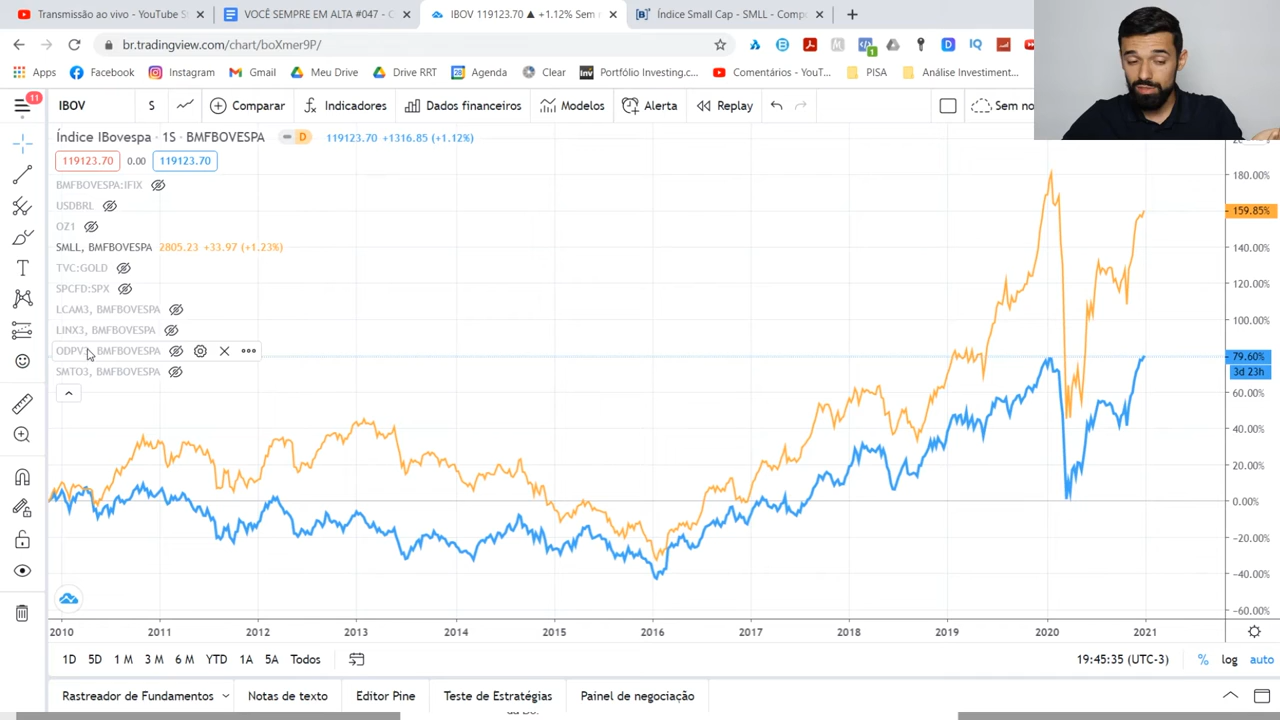 Transmissão ao vivo - YouTube S
VOCÊ SEMPRE EM ALTA #047 - C
IBOV 119123.70 ▲ +1.12% Sem n
Índice Small Cap - SMLL - Compo
br.tradingview.com/chart/boXmer9P/
Apps
Facebook
Instagram
Gmail
Meu Drive
Drive RRT
28 Agenda
Clear
Inv Portfólio Investing.c...
Comentários - YouT...
PISA
Análise Investiment...
11
IBOV
S
Comparar
Indicadores
Dados financeiros
Modelos
Alerta
Replay
Sem no
Índice IBovespa · 1S · BMFBOVESPA
D
119123.70 +1316.85 (+1.12%)
119123.70 0.00 119123.70
BMFBOVESPA:IFIX
USDBRL
OZ1
SMLL, BMFBOVESPA 2805.23 +33.97 (+1.23%)
TVC:GOLD
SPCFD:SPX
LCAM3, BMFBOVESPA
LINX3, BMFBOVESPA
ODPV3, BMFBOVESPA
SMTO3, BMFBOVESPA
180.00%
159.85%
140.00%
120.00%
100.00%
79.60%
3d 23h
60.00%
40.00%
20.00%
0.00%
−20.00%
−40.00%
−60.00%
2010 2011 2012 2013 2014 2015 2016 2017 2018 2019 2020 2021
1D 5D 1 M 3 M 6 M YTD 1A 5A Todos
19:45:35 (UTC-3) % log auto
Rastreador de Fundamentos
Notas de texto
Editor Pine
Teste de Estratégias
Painel de negociação